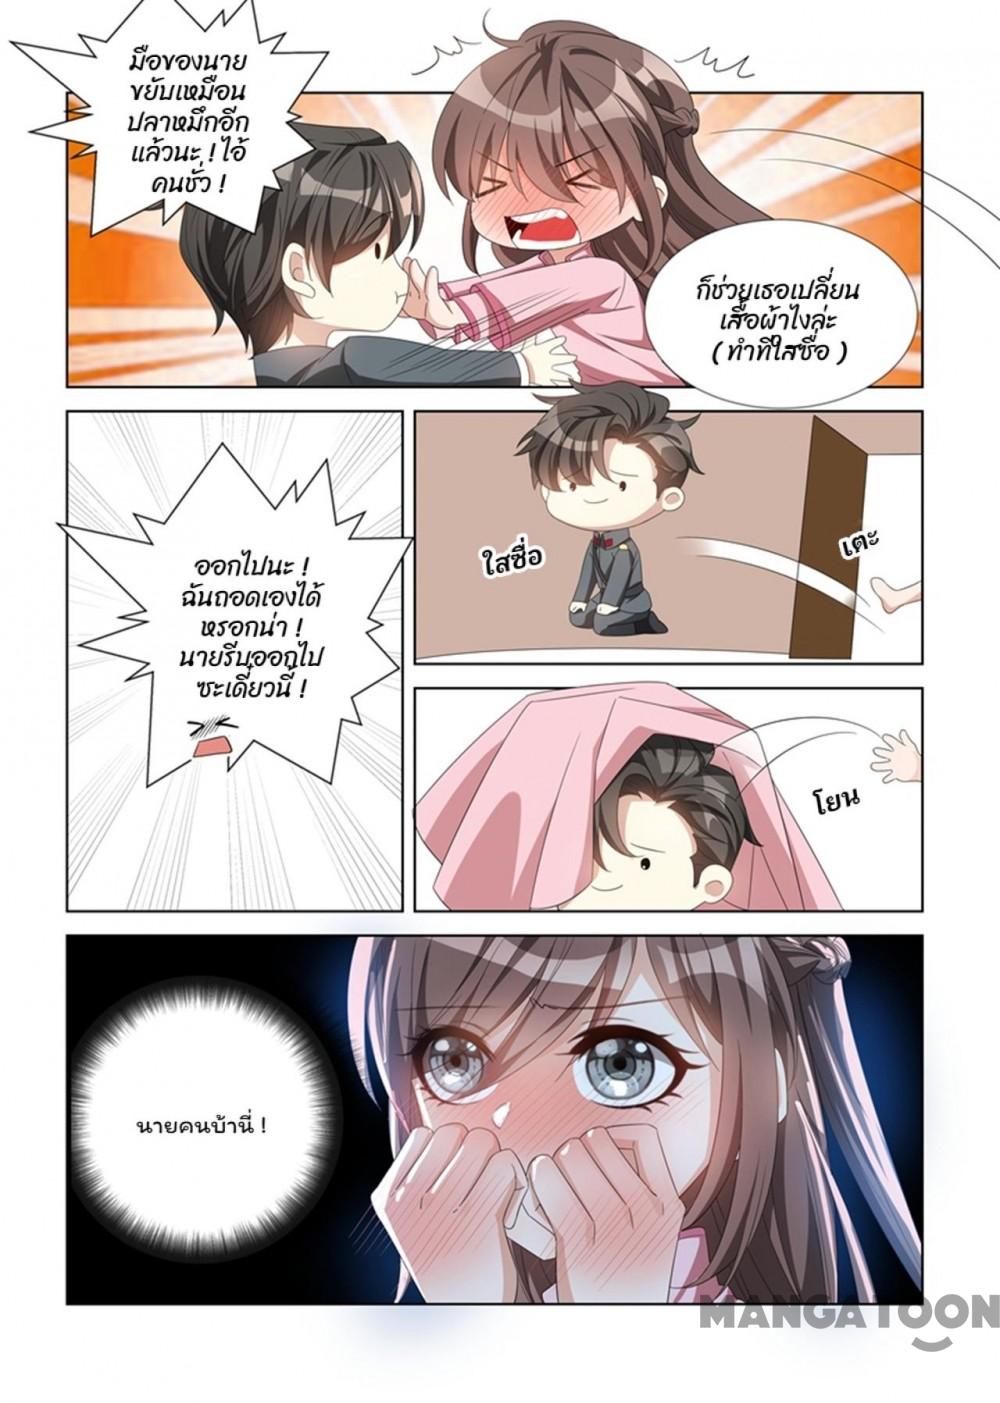 มือของนาย
ขยับเหมือน
ปลาหมึกอีก
แล้วนะ ! ไอ้
คนชั่ว !
ก็ช่วยเธอเปลี่ยน
เสื้อผ้าไงล่ะ
( ทำทีใสซื่อ )
ออกไปนะ !
ฉันถอดเองได้
หรอกน่า !
นายรีบออกไป
ซะเดี๋ยวนี้ !
ใสซื่อ
เตะ
โยน
นายคนบ้านี่ !
MANGATOON